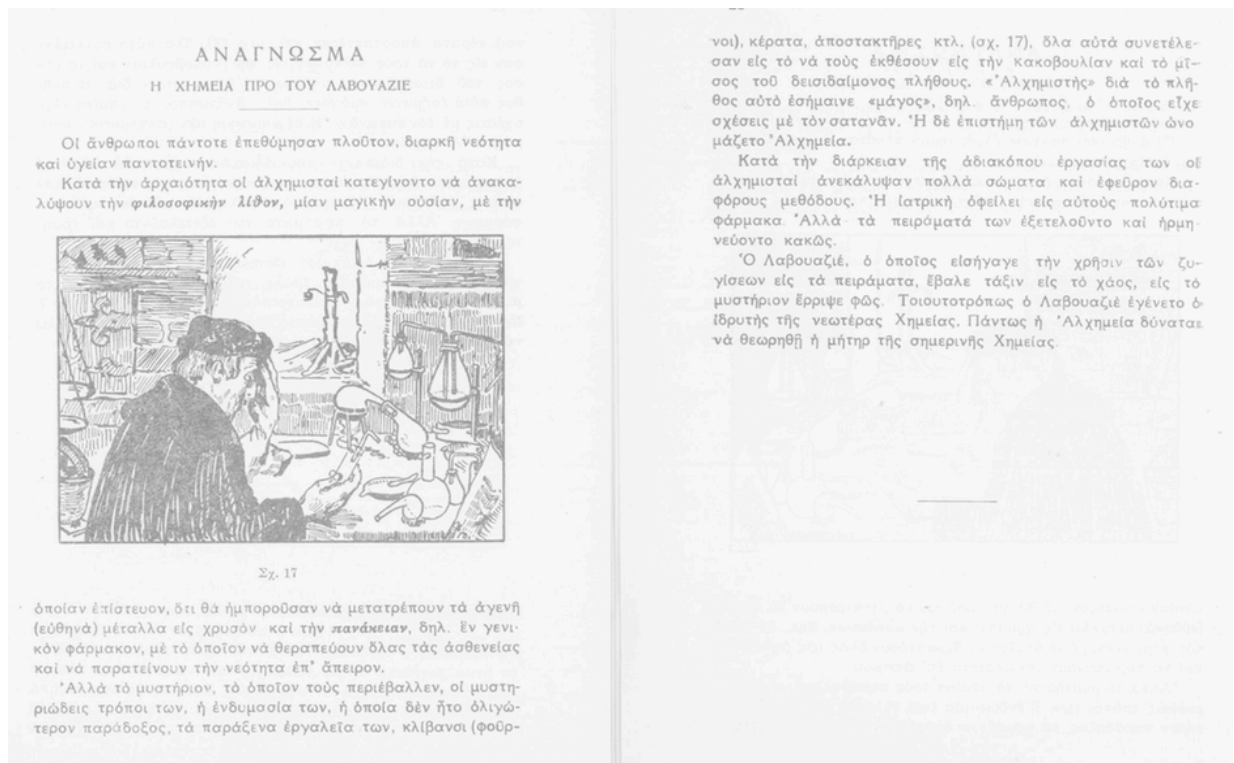 ΑΝΑΓΝΩΣΜΑ
Η ΧΗΜΕΙΑ ΠΡΟ ΤΟΥ ΛΑΒΟΥΑΖΙΕ
Οἱ ἄνθρωποι πάντοτε ἐπεθύμησαν πλοῦτον, διαρκῆ νεότητα
καὶ ὑγείαν παντοτεινήν.
Κατὰ τὴν ἀρχαιότητα οἱ ἀλχημισταὶ κατεγίνοντο νὰ ἀνακα-
λύψουν τὴν φιλοσοφικὴν λίθον, μίαν μαγικὴν οὐσίαν, μὲ τὴν
Σχ. 17
ὁποίαν ἐπίστευον, ὅτι θὰ ἠμποροῦσαν νὰ μετατρέπουν τὰ ἀγενῆ
(εὐθηνὰ) μέταλλα εἰς χρυσὸν καὶ τὴν πανάκειαν, δηλ. ἓν γενι-
κὸν φάρμακον, μὲ τὸ ὁποῖον νὰ θεραπεύουν ὅλας τὰς ἀσθενείας
καὶ νὰ παρατείνουν τὴν νεότητα ἐπ' ἄπειρον.
Ἀλλὰ τὸ μυστήριον, τὸ ὁποῖον τοὺς περιέβαλλεν, οἱ μυστη-
ριώδεις τρόποι των, ἡ ἐνδυμασία των, ἡ ὁποία δὲν ἦτο ὀλιγώ-
τερον παράδοξος, τὰ παράξενα ἐργαλεῖα των, κλίβανσι (φοῦρ-
νοι), κέρατα, ἀποστακτῆρες κτλ. (σχ. 17), ὅλα αὐτὰ συνετέλε-
σαν εἰς τὸ νὰ τοὺς ἐκθέσουν εἰς τὴν κακοβουλίαν καὶ τὸ μῖ-
σος τοῦ δεισιδαίμονος πλήθους. «Ἀλχημιστὴς» διὰ τὸ πλῆ-
θος αὐτὸ ἐσήμαινε «μάγος», δηλ. ἄνθρωπος, ὁ ὁποῖος εἶχε
σχέσεις μὲ τὸν σατανᾶν. Ἡ δὲ ἐπιστήμη τῶν ἀλχημιστῶν ὠνο
μάζετο Ἀλχημεία.
Κατὰ τὴν διάρκειαν τῆς ἀδιακόπου ἐργασίας των οἱ
ἀλχημισταὶ ἀνεκάλυψαν πολλὰ σώματα καὶ ἐφεῦρον δια-
φόρους μεθόδους. Ἡ ἰατρικὴ ὀφείλει εἰς αὐτοὺς πολύτιμα
φάρμακα. Ἀλλὰ τὰ πειράματά των ἐξετελοῦντο καὶ ἡρμη-
νεύοντο κακῶς.
Ὁ Λαβουαζιέ, ὁ ὁποῖος εἰσήγαγε τὴν χρῆσιν τῶν ζυ-
γίσεων εἰς τὰ πειράματα, ἔβαλε τάξιν εἰς τὸ χάος, εἰς τὸ
μυστήριον ἔρριψε φῶς. Τοιουτοτρόπως ὁ Λαβουαζιὲ ἐγένετο ὁ
ἱδρυτὴς τῆς νεωτέρας Χημείας. Πάντως ἡ Ἀλχημεία δύναται
νὰ θεωρηθῇ ἡ μήτηρ τῆς σημερινῆς Χημείας.